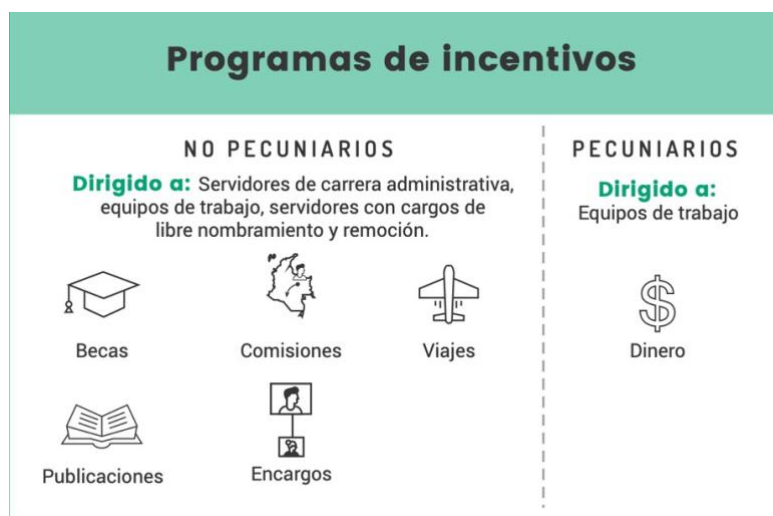 Programas de incentivos
NO PECUNIARIOS
Dirigido a: Servidores de carrera administrativa,
equipos de trabajo, servidores con cargos de
libre nombramiento y remoción.
Becas
Comisiones
Viajes
Publicaciones
Encargos
PECUNIARIOS
Dirigido a:
Equipos de trabajo
$
Dinero